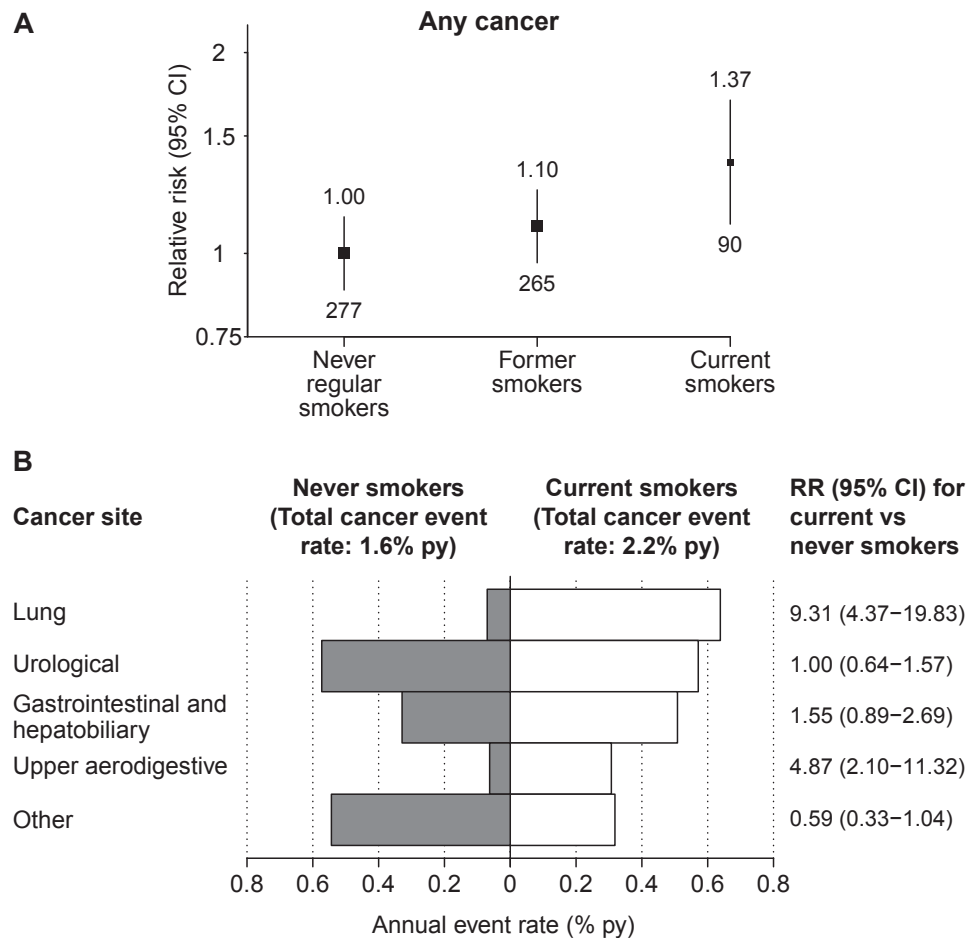 A
Any cancer
Relative risk (95% CI)
2
1.5
1
0.75
1.00
277
1.10
265
1.37
90
Never
regular
smokers
Former
smokers
Current
smokers
B
Cancer site
Never smokers
(Total cancer event
rate: 1.6% py)
Current smokers
(Total cancer event
rate: 2.2% py)
RR (95% CI) for
current vs
never smokers
Lung
9.31 (4.37−19.83)
Urological
1.00 (0.64−1.57)
Gastrointestinal and
hepatobiliary
1.55 (0.89−2.69)
Upper aerodigestive
4.87 (2.10−11.32)
Other
0.59 (0.33−1.04)
0.8 0.6 0.4 0.2 0 0.2 0.4 0.6 0.8
Annual event rate (% py)